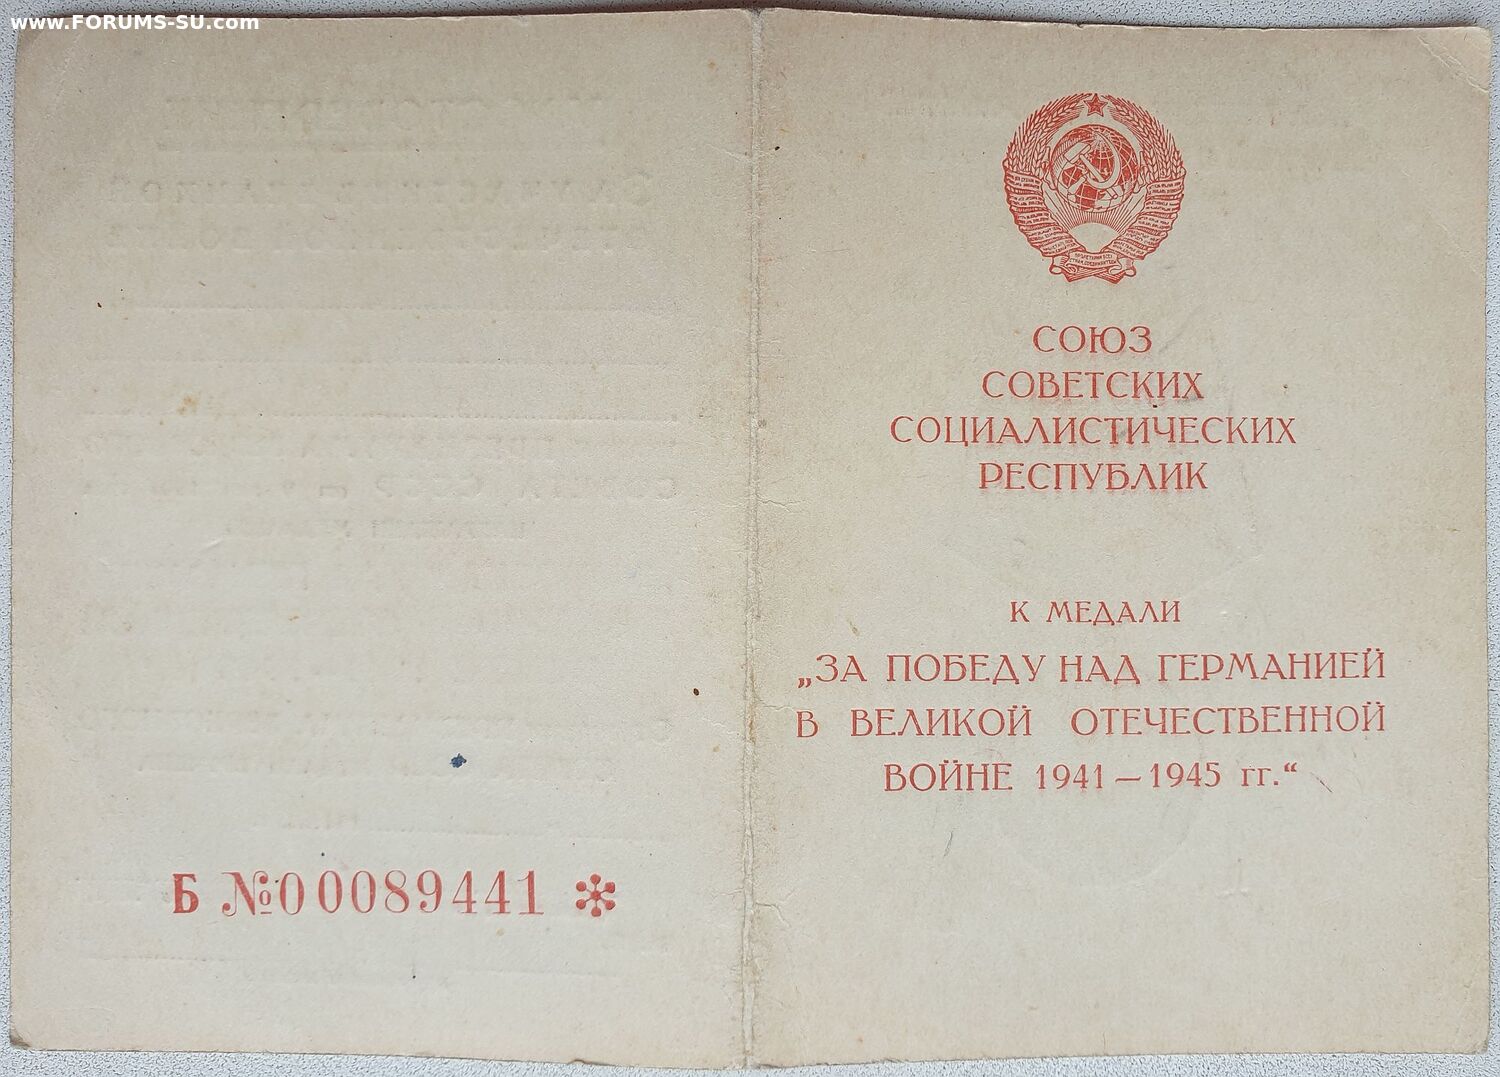 www.FORUMS-SU.com
Б №00089441
СОЮЗ
СОВЕТСКИХ
СОЦИАЛИСТИЧЕСКИХ
РЕСПУБЛИК
К МЕДАЛИ
„ЗА ПОБЕДУ НАД ГЕРМАНИЕЙ
В ВЕЛИКОЙ ОТЕЧЕСТВЕННОЙ
ВОЙНЕ 1941 — 1945 гг.“